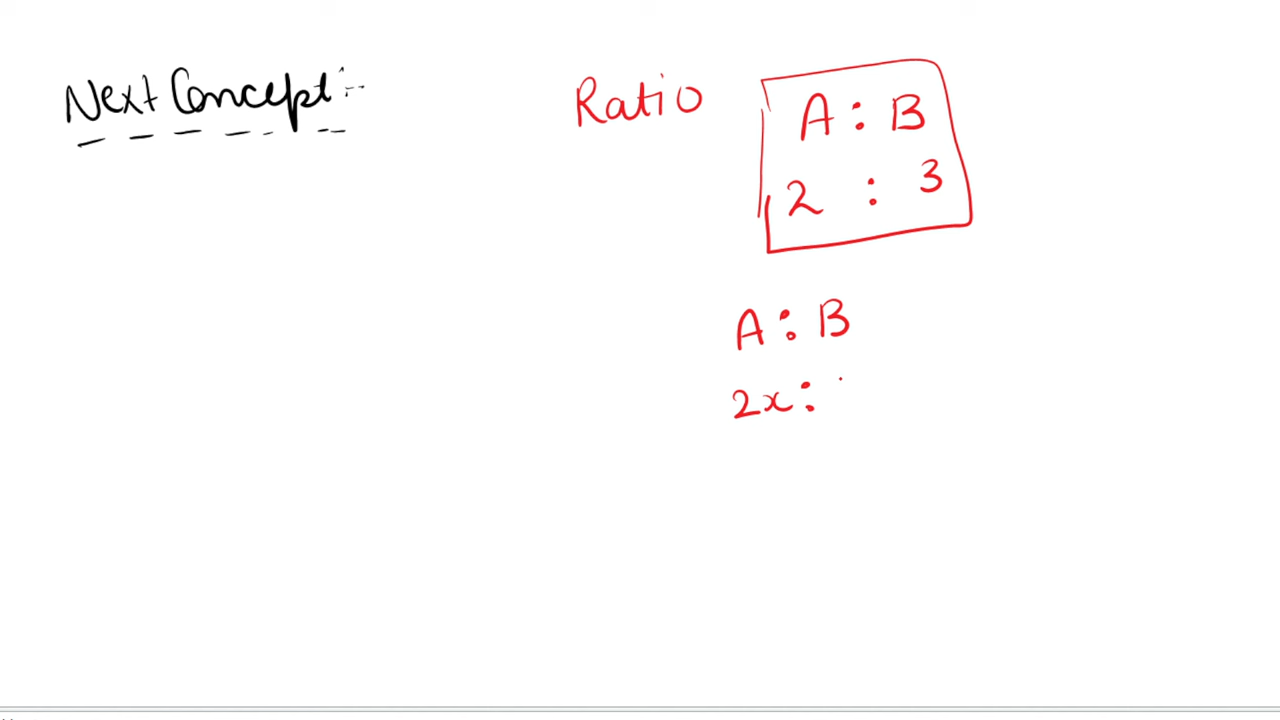 Next Concept :-
Ratio
A : B
2 : 3
A : B
2x :